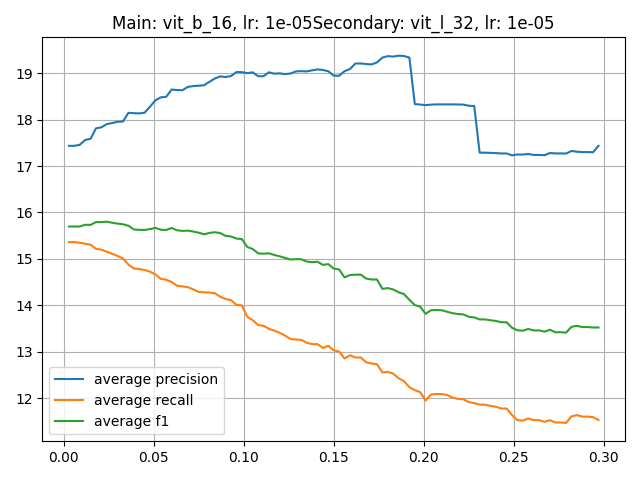 Main: vit_b_16, lr: 1e-05Secondary: vit_l_32, lr: 1e-05
19
18
17
16
15
14
13
12
average precision
average recall
average f1
0.00 0.05 0.10 0.15 0.20 0.25 0.30